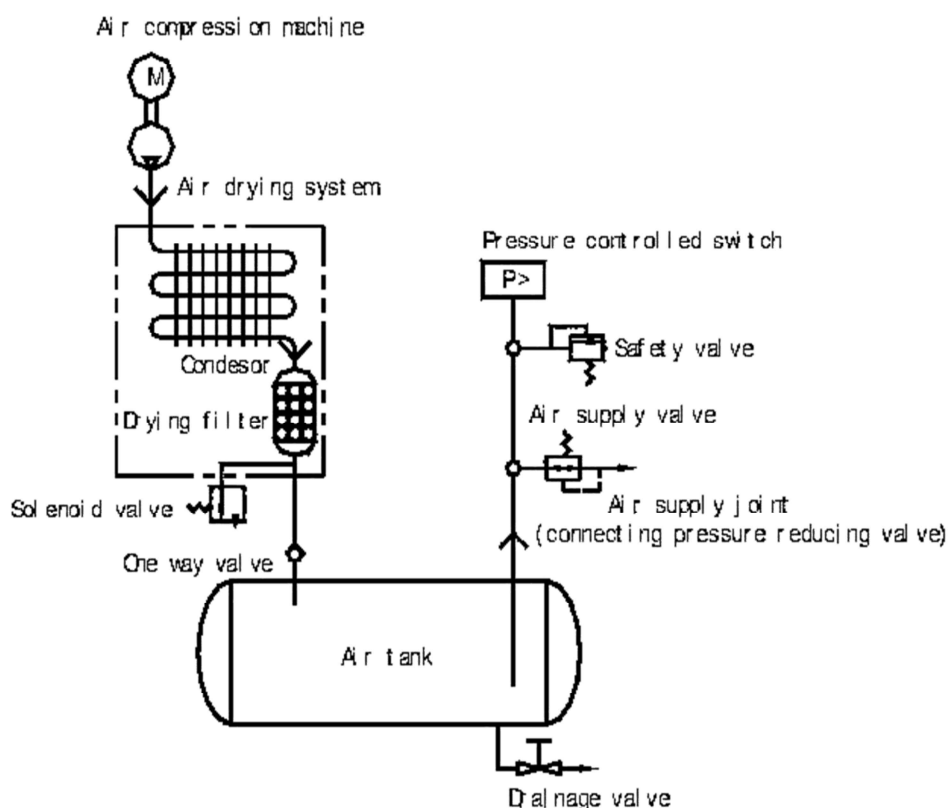 Air compression machine
M
Air drying system
Pressure controlled switch
P>
Condesor
Safety valve
Drying filter
Air supply valve
Solenoid valve
Air supply joint
(connecting pressure reducing valve)
One way valve
Air tank
Drainage valve